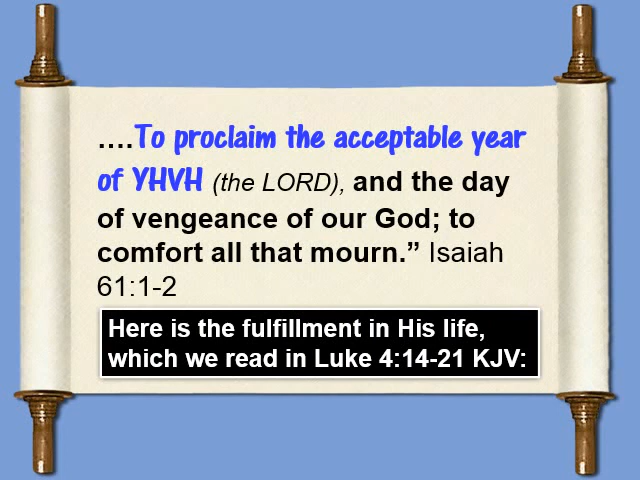 ….To proclaim the acceptable year
of YHVH (the LORD), and the day
of vengeance of our God; to
comfort all that mourn.” Isaiah
61:1-2
Here is the fulfillment in His life,
which we read in Luke 4:14-21 KJV: